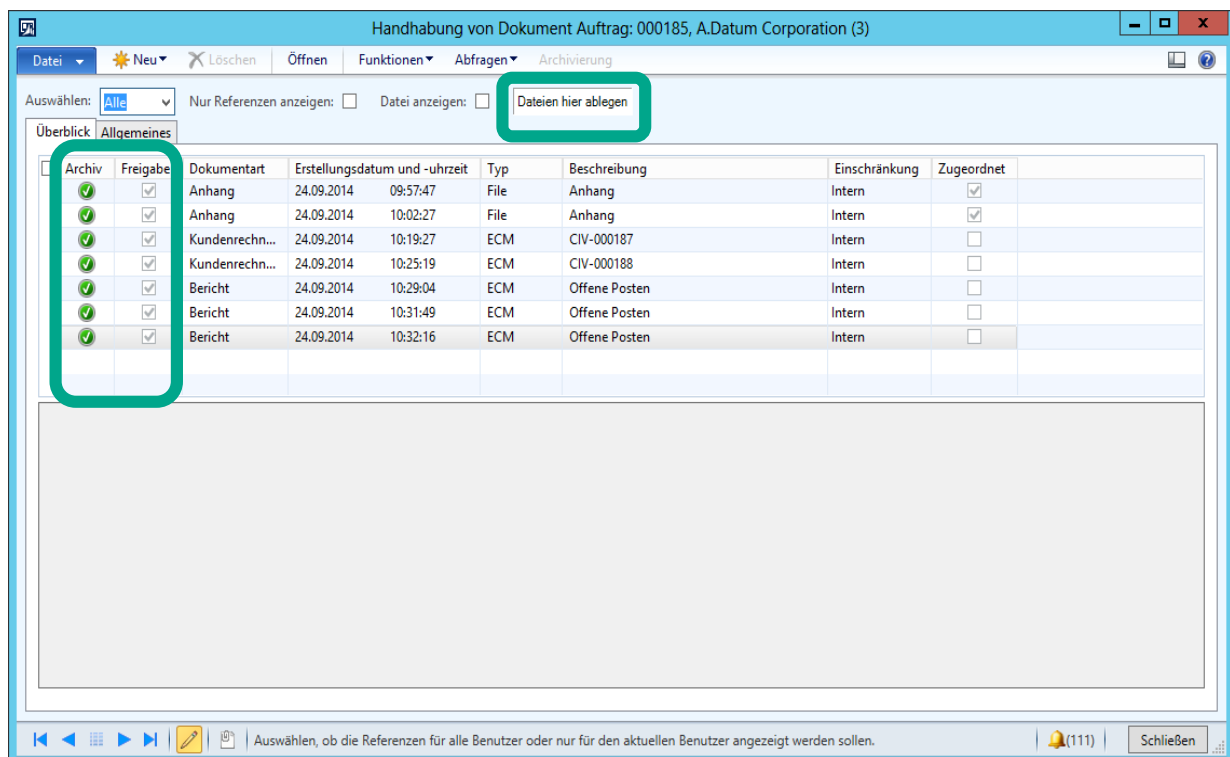 Handhabung von Dokument Auftrag: 000185, A.Datum Corporation (3)
Datei Neu Löschen Öffnen Funktionen Abfragen Archivierung
Auswählen: Alle Nur Referenzen anzeigen: Datei anzeigen: Dateien hier ablegen
Überblick Allgemeines
Archiv Freigabe Dokumentart Erstellungsdatum und -uhrzeit Typ Beschreibung Einschränkung Zugeordnet
Anhang 24.09.2014 09:57:47 File Anhang Intern
Anhang 24.09.2014 10:02:27 File Anhang Intern
Kundenrechn... 24.09.2014 10:19:27 ECM CIV-000187 Intern
Kundenrechn... 24.09.2014 10:25:19 ECM CIV-000188 Intern
Bericht 24.09.2014 10:29:04 ECM Offene Posten Intern
Bericht 24.09.2014 10:31:49 ECM Offene Posten Intern
Bericht 24.09.2014 10:32:16 ECM Offene Posten Intern
Auswählen, ob die Referenzen für alle Benutzer oder nur für den aktuellen Benutzer angezeigt werden sollen. (111) Schließen